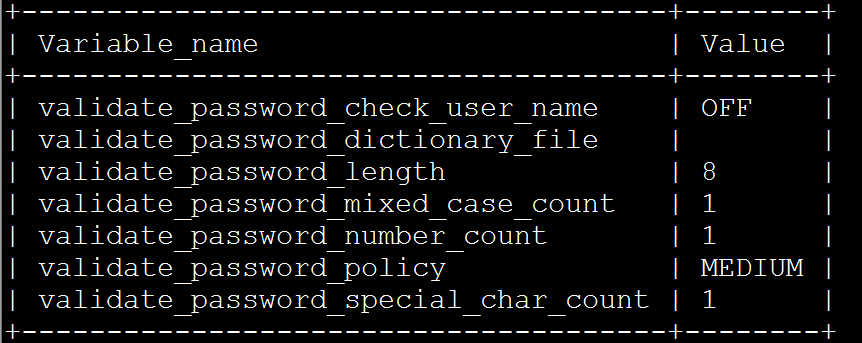 +--------------------------------------+--------+
| Variable_name                        | Value  |
+--------------------------------------+--------+
| validate_password_check_user_name    | OFF    |
| validate_password_dictionary_file    |        |
| validate_password_length             | 8      |
| validate_password_mixed_case_count   | 1      |
| validate_password_number_count       | 1      |
| validate_password_policy             | MEDIUM |
| validate_password_special_char_count | 1      |
+--------------------------------------+--------+